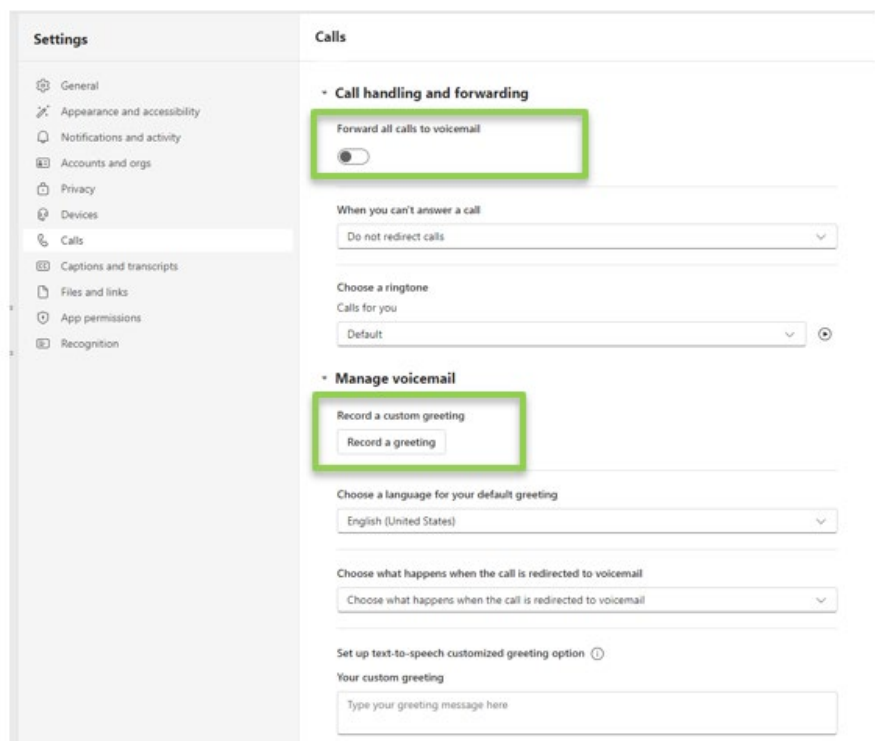 Settings
General
Appearance and accessibility
Notifications and activity
Accounts and orgs
Privacy
Devices
Calls
Captions and transcripts
Files and links
App permissions
Recognition
Calls
Call handling and forwarding
Forward all calls to voicemail
When you can't answer a call
Do not redirect calls
Choose a ringtone
Calls for you
Default
Manage voicemail
Record a custom greeting
Record a greeting
Choose a language for your default greeting
English (United States)
Choose what happens when the call is redirected to voicemail
Choose what happens when the call is redirected to voicemail
Set up text-to-speech customized greeting option
Your custom greeting
Type your greeting message here